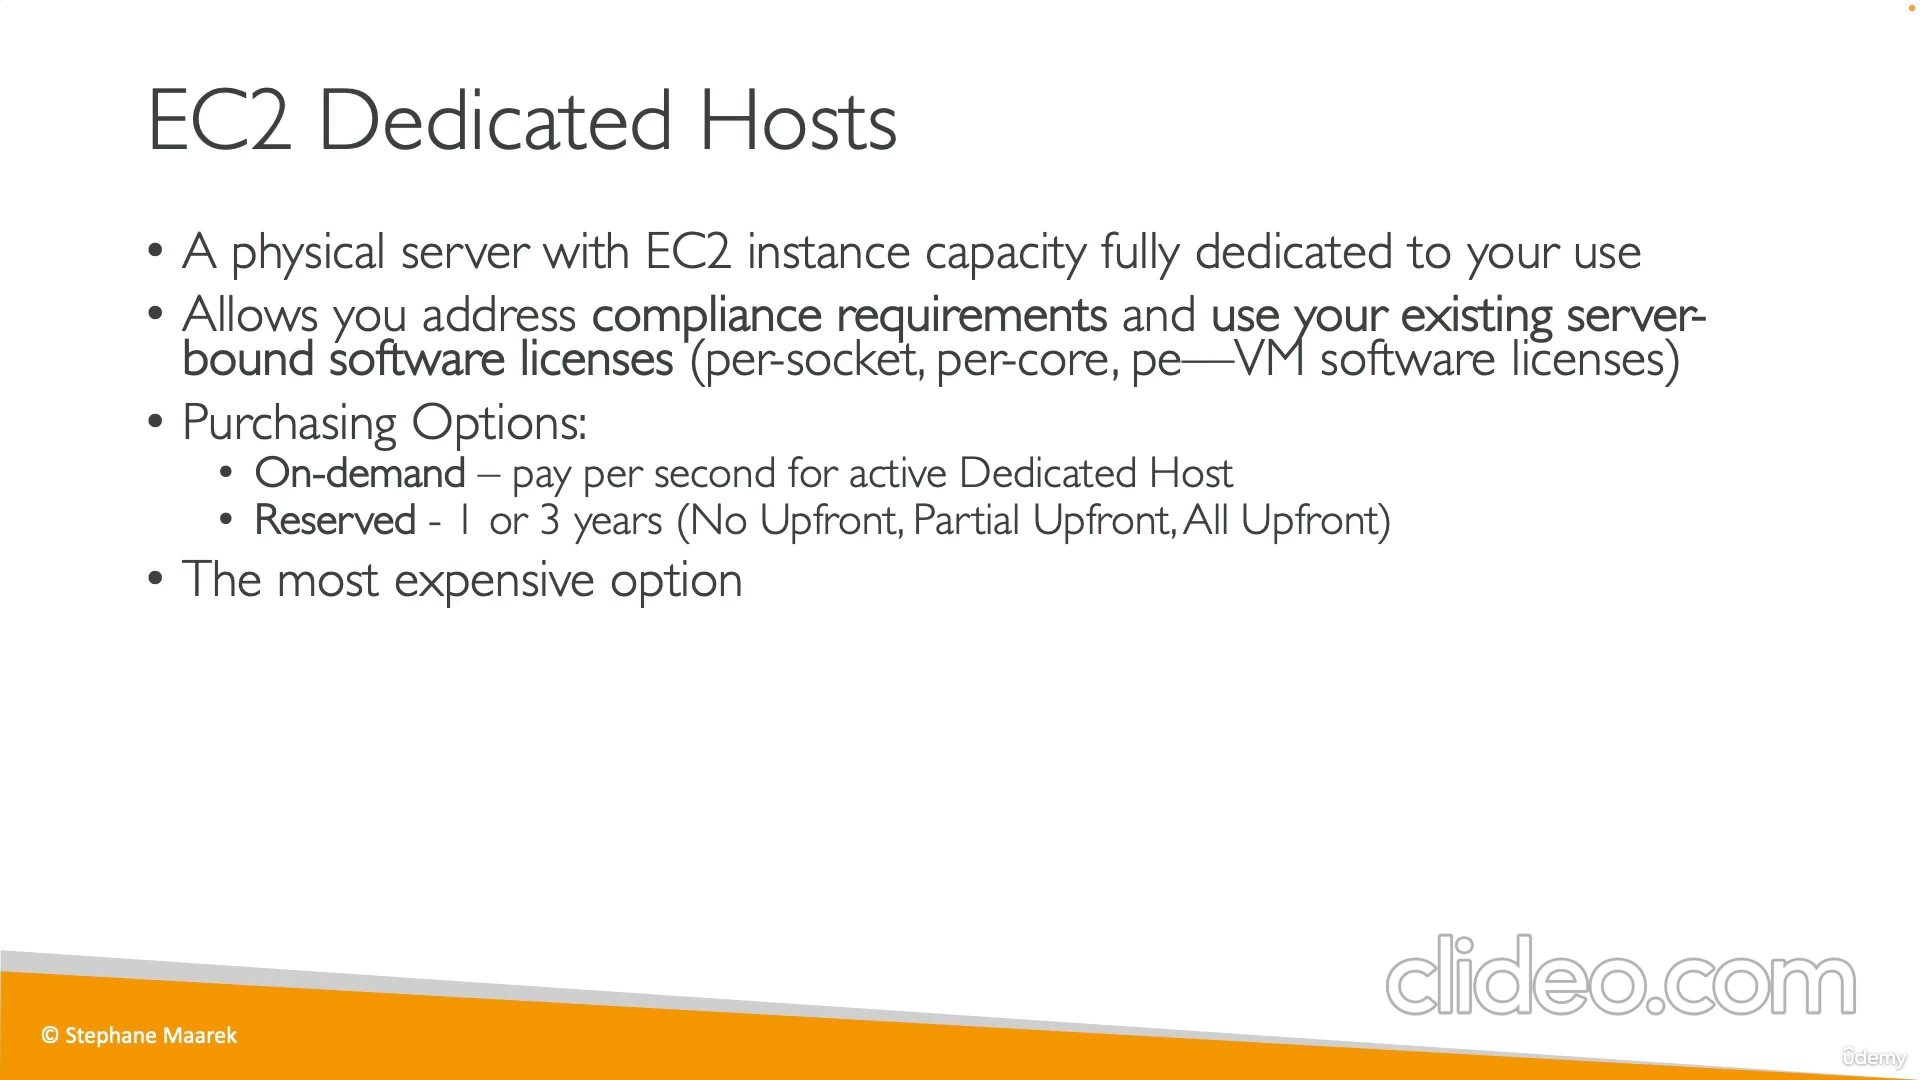 EC2 Dedicated Hosts
• A physical server with EC2 instance capacity fully dedicated to your use
• Allows you address compliance requirements and use your existing server-
bound software licenses (per-socket, per-core, pe—VM software licenses)
• Purchasing Options:
• On-demand – pay per second for active Dedicated Host
• Reserved - 1 or 3 years (No Upfront, Partial Upfront, All Upfront)
• The most expensive option
clideo.com
© Stephane Maarek
ûdemy